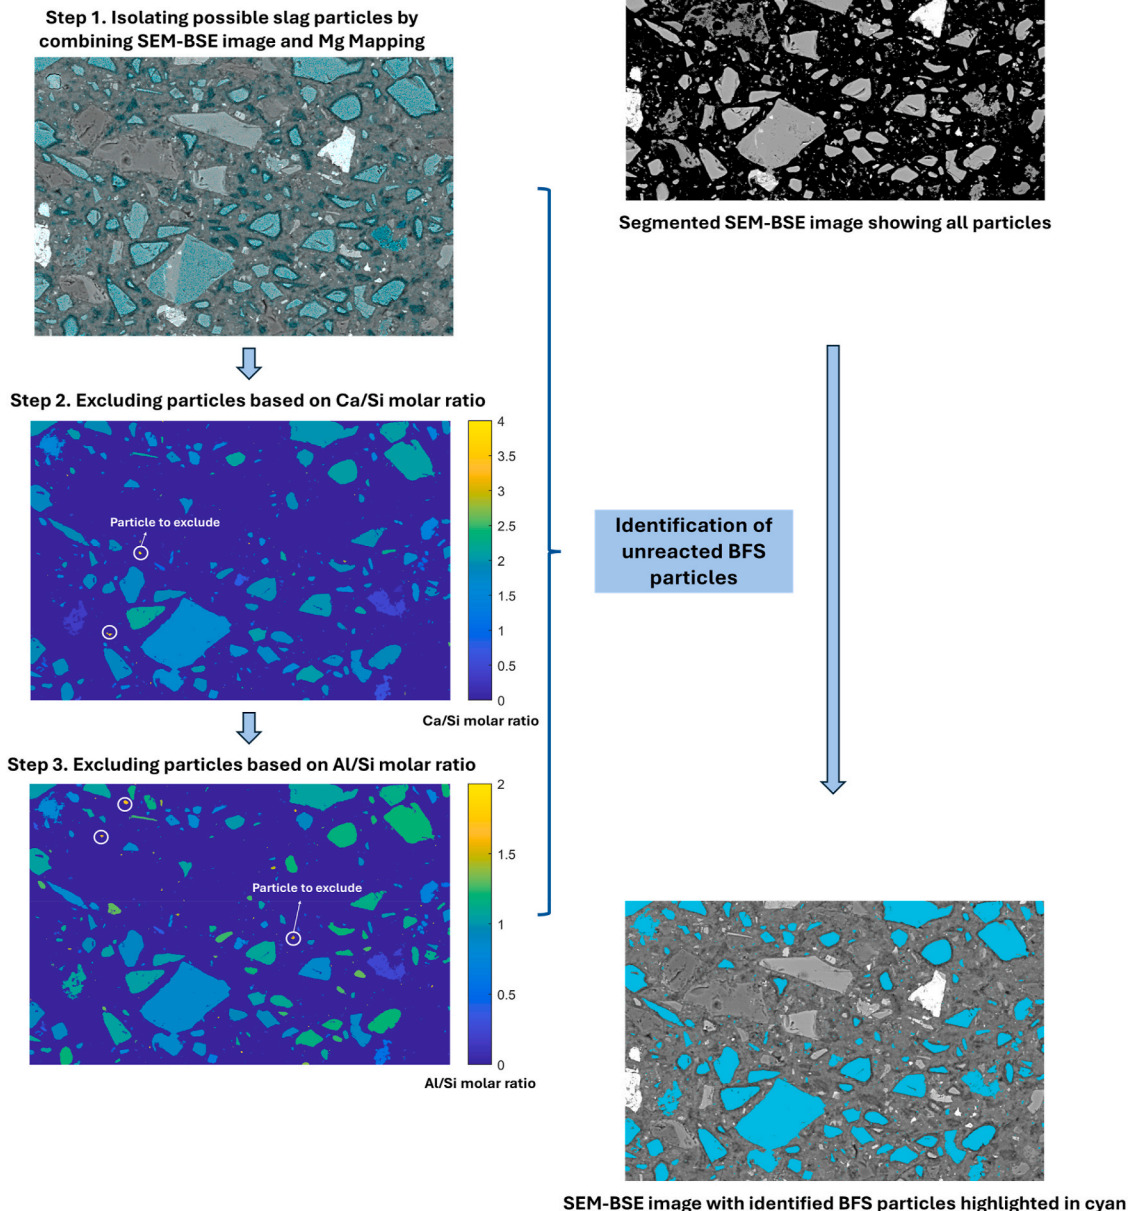 Step 1. Isolating possible slag particles by
combining SEM-BSE image and Mg Mapping
Segmented SEM-BSE image showing all particles
Step 2. Excluding particles based on Ca/Si molar ratio
Particle to exclude
4
3.5
3
2.5
2
1.5
1
0.5
0
Ca/Si molar ratio
Identification of
unreacted BFS
particles
Step 3. Excluding particles based on Al/Si molar ratio
Particle to exclude
2
1.5
1
0.5
0
Al/Si molar ratio
SEM-BSE image with identified BFS particles highlighted in cyan